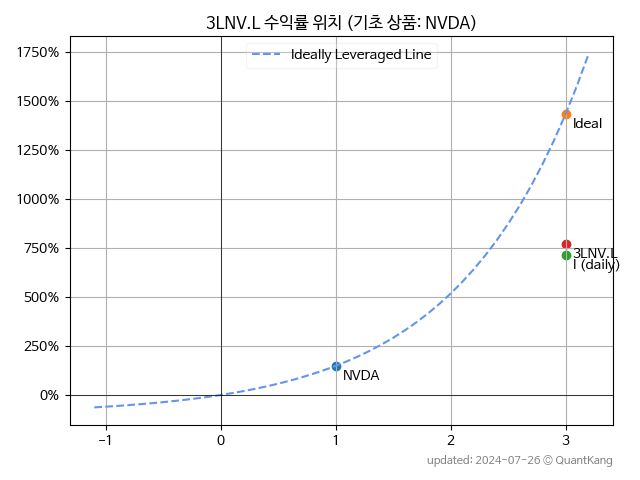 3LNV.L 수익률 위치 (기초 상품: NVDA)
Ideally Leveraged Line
1750%
1500%
1250%
1000%
750%
500%
250%
0%
Ideal
3LNV.L
I (daily)
NVDA
−1
0
1
2
3
updated: 2024-07-26 © QuantKang